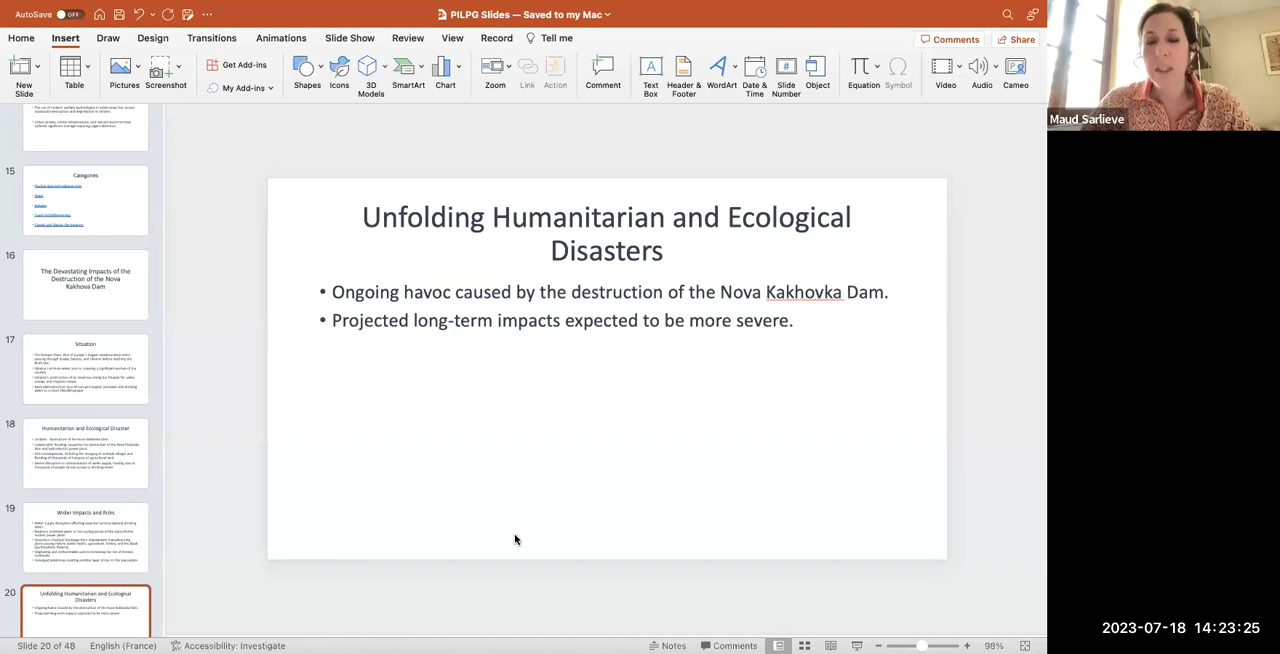 AutoSave OFF
PILPG Slides — Saved to my Mac
Home Insert Draw Design Transitions Animations Slide Show Review View Record Tell me
Comments Share
New Slide
Table
Pictures
Screenshot
Get Add-ins
My Add-ins
Shapes
Icons
3D Models
SmartArt
Chart
Zoom
Link
Action
Comment
Text Box
Header & Footer
WordArt
Date & Time
Slide Number
Object
Equation
Symbol
Video
Audio
Cameo
Maud Sarlieve
15
Categories
16
The Devastating Impacts of the
Destruction of the Nova
Kakhova Dam
17
Situation
18
Humanitarian and Ecological Disaster
19
Wider Impacts and Risks
20
Unfolding Humanitarian and Ecological
Disasters
Unfolding Humanitarian and Ecological
Disasters
• Ongoing havoc caused by the destruction of the Nova Kakhovka Dam.
• Projected long-term impacts expected to be more severe.
2023-07-18 14:23:25
Slide 20 of 48 English (France) Accessibility: Investigate Notes Comments 98%